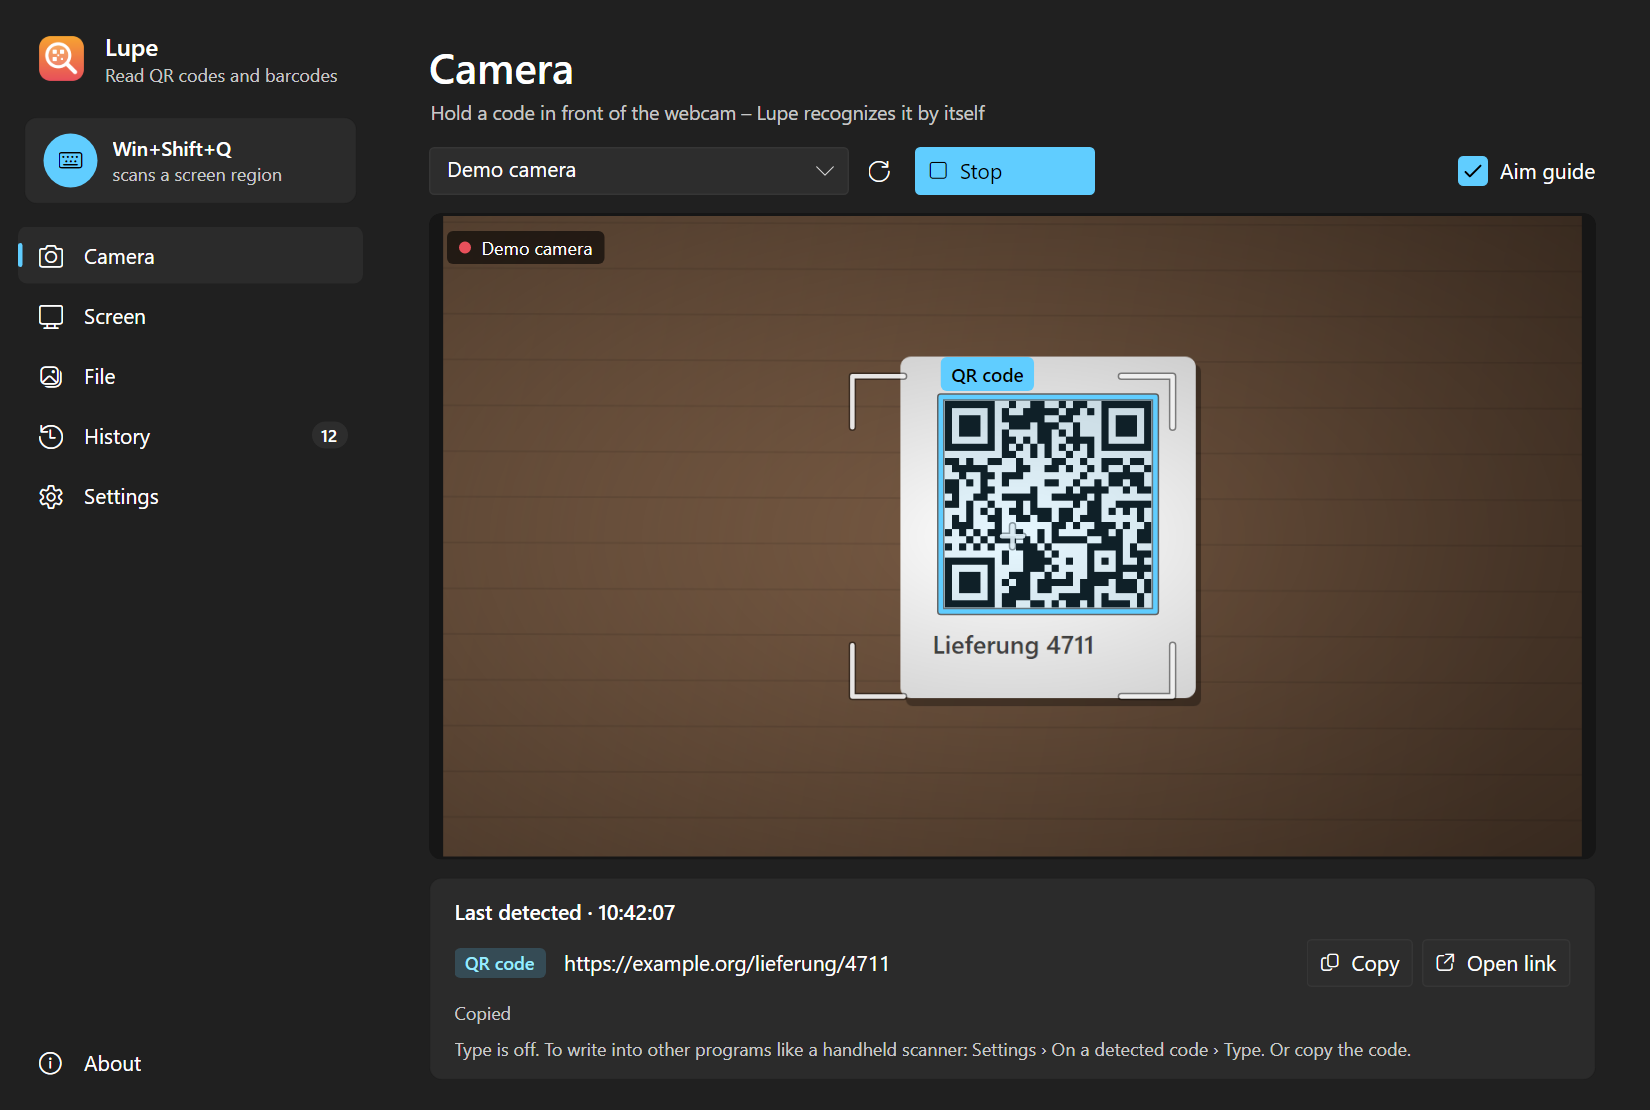 Lupe
Read QR codes and barcodes
Win+Shift+Q
scans a screen region
Camera
Screen
File
History 12
Settings
About
Camera
Hold a code in front of the webcam – Lupe recognizes it by itself
Demo camera
Stop
Aim guide
Demo camera
QR code
Lieferung 4711
Last detected · 10:42:07
QR code https://example.org/lieferung/4711
Copy
Open link
Copied
Type is off. To write into other programs like a handheld scanner: Settings › On a detected code › Type. Or copy the code.